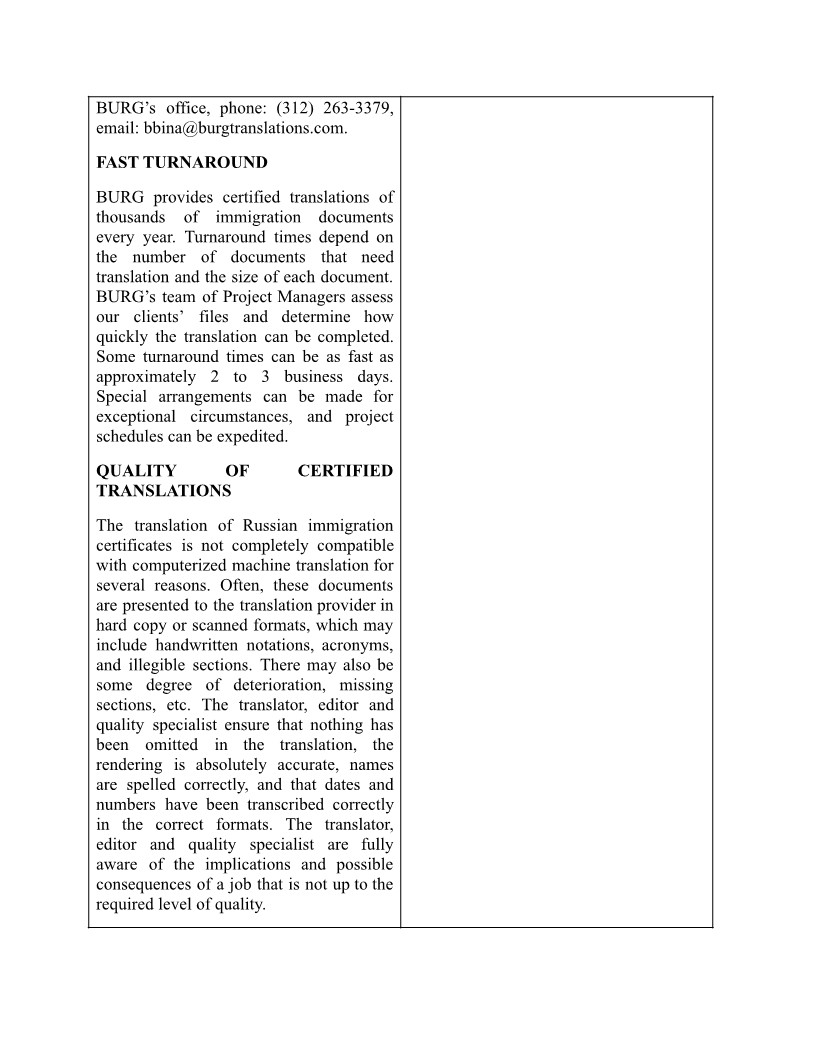 BURG’s office, phone: (312) 263-3379,
email: bbina@burgtranslations.com.
FAST TURNAROUND
BURG provides certified translations of
thousands of immigration documents
every year. Turnaround times depend on
the number of documents that need
translation and the size of each document.
BURG’s team of Project Managers assess
our clients’ files and determine how
quickly the translation can be completed.
Some turnaround times can be as fast as
approximately 2 to 3 business days.
Special arrangements can be made for
exceptional circumstances, and project
schedules can be expedited.
QUALITY OF CERTIFIED
TRANSLATIONS
The translation of Russian immigration
certificates is not completely compatible
with computerized machine translation for
several reasons. Often, these documents
are presented to the translation provider in
hard copy or scanned formats, which may
include handwritten notations, acronyms,
and illegible sections. There may also be
some degree of deterioration, missing
sections, etc. The translator, editor and
quality specialist ensure that nothing has
been omitted in the translation, the
rendering is absolutely accurate, names
are spelled correctly, and that dates and
numbers have been transcribed correctly
in the correct formats. The translator,
editor and quality specialist are fully
aware of the implications and possible
consequences of a job that is not up to the
required level of quality.